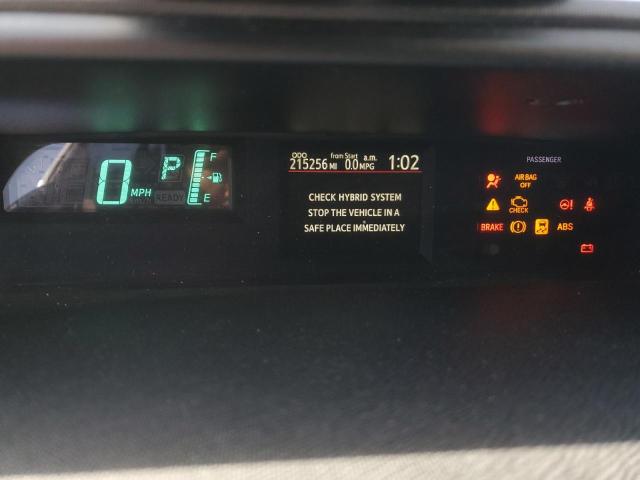 0 MPH
P
READY
F
E
ODO from Start a.m.
215256 MI 0.0 MPG 1:02
CHECK HYBRID SYSTEM
STOP THE VEHICLE IN A
SAFE PLACE IMMEDIATELY
PASSENGER
AIR BAG
OFF
CHECK
BRAKE
ABS